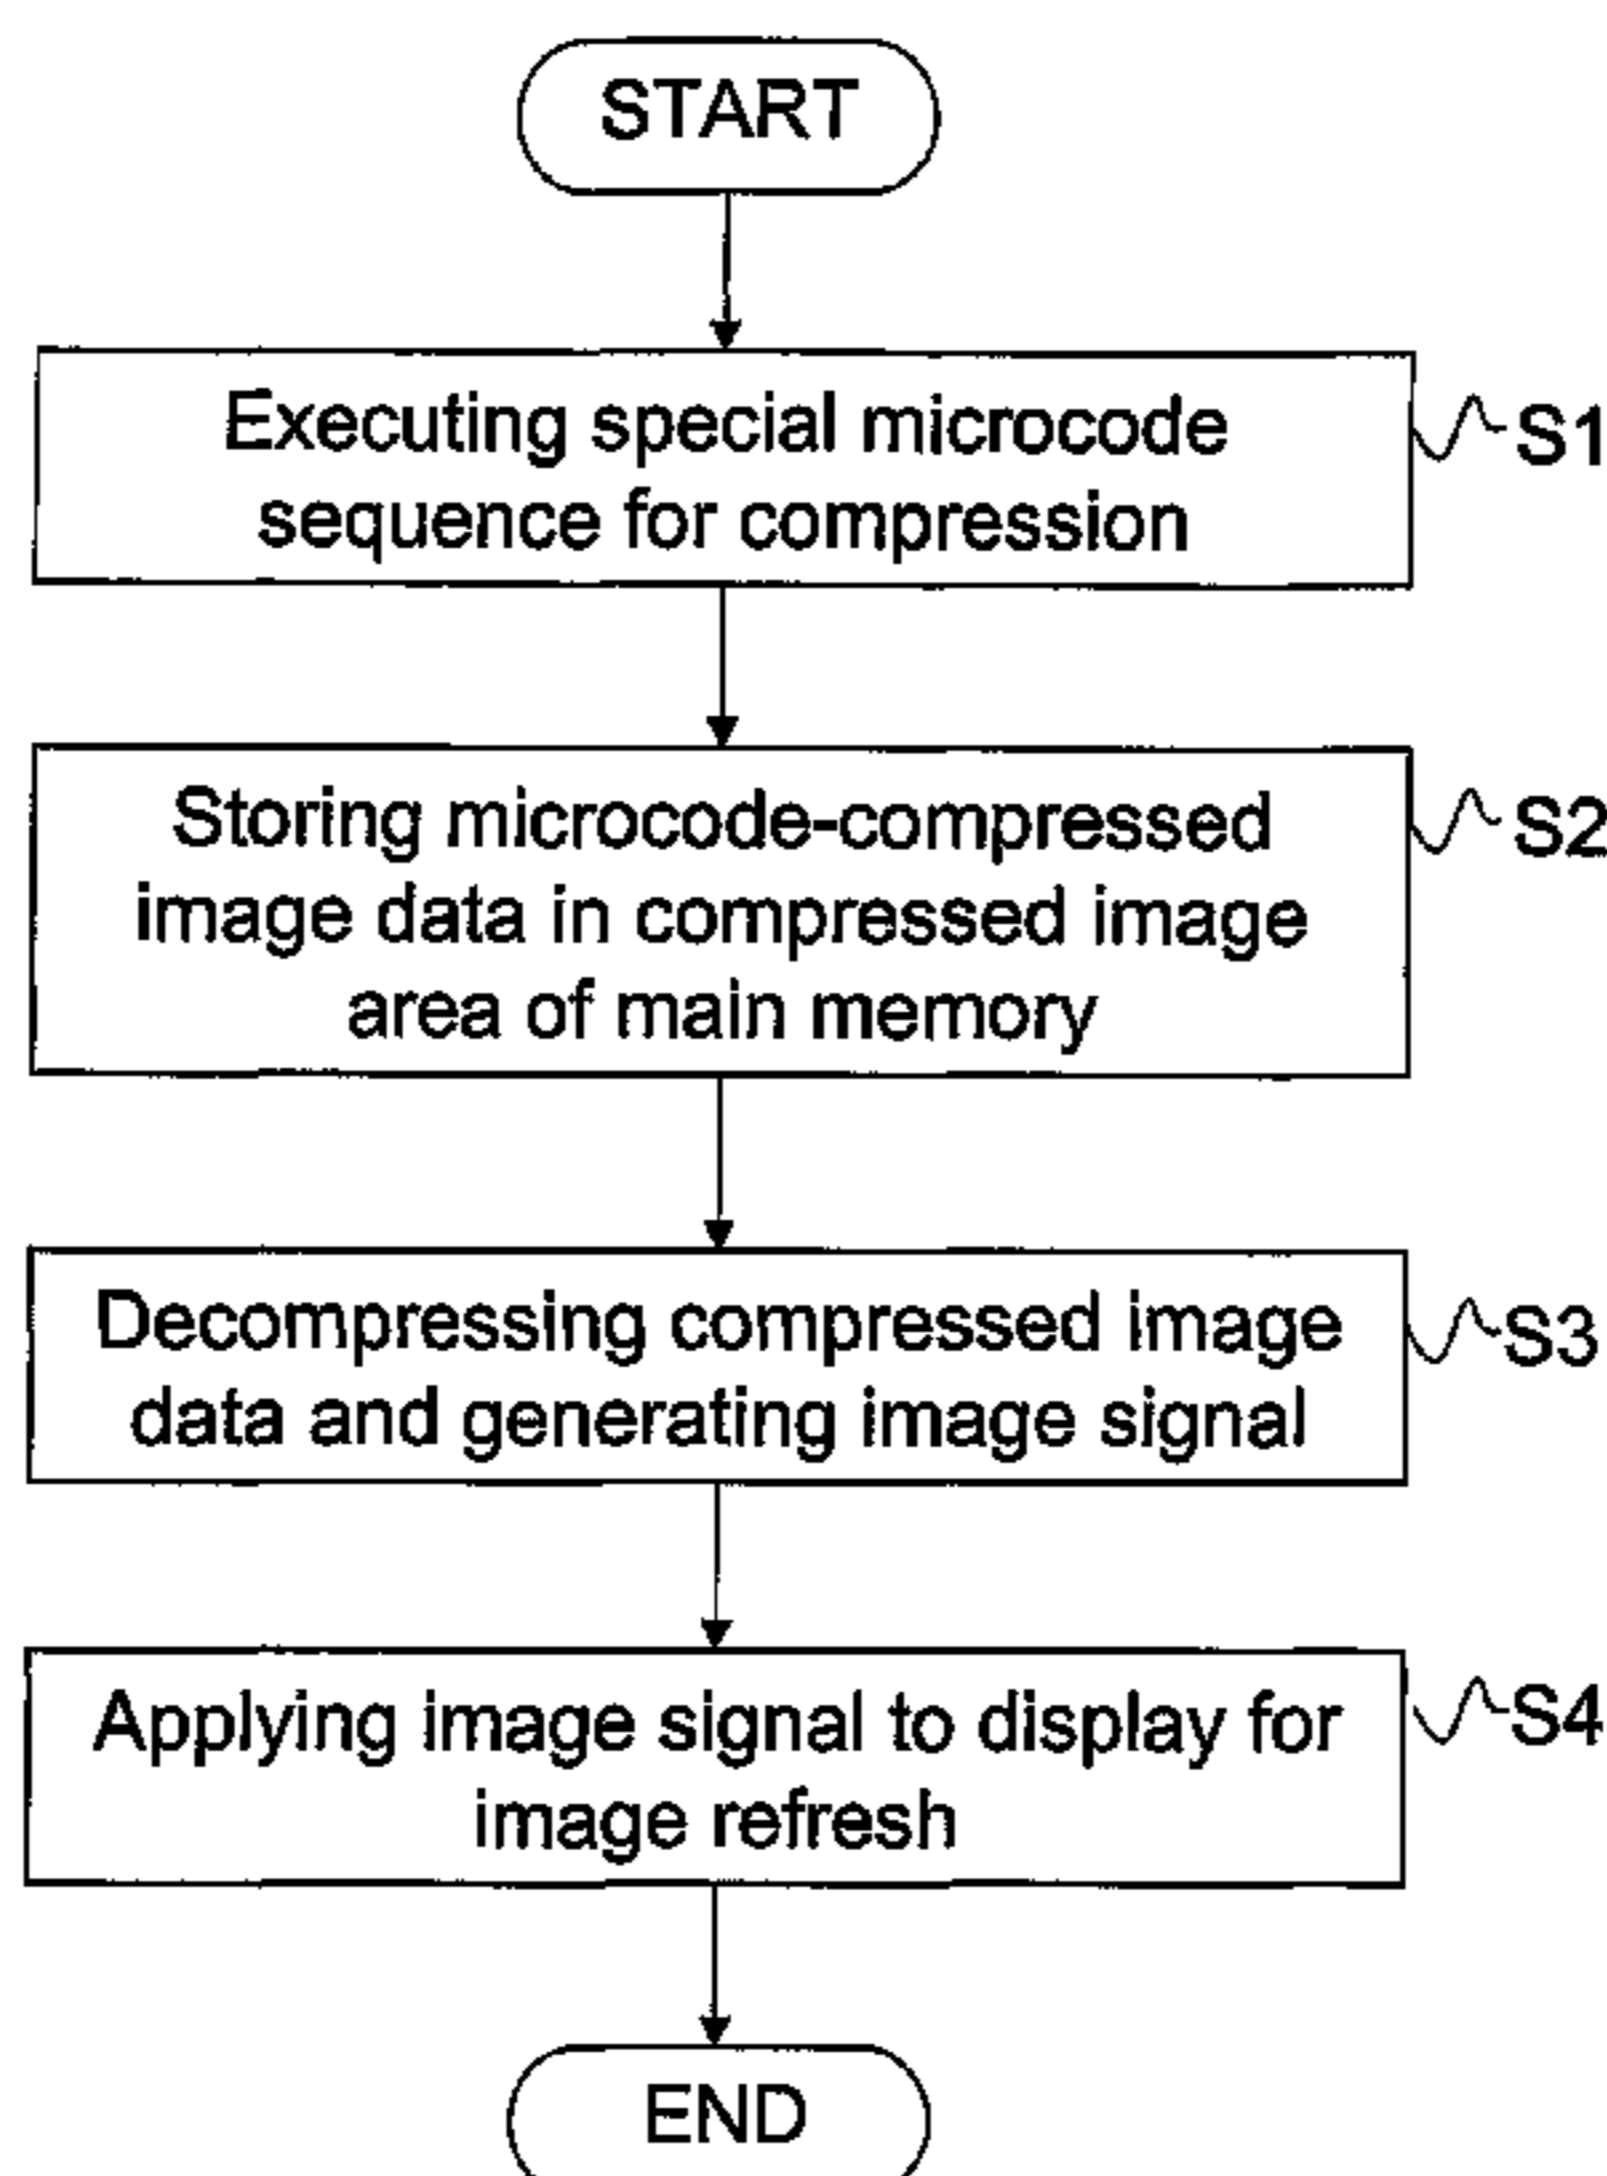 START
Executing special microcode
sequence for compression
S1
Storing microcode-compressed
image data in compressed image
area of main memory
S2
Decompressing compressed image
data and generating image signal
S3
Applying image signal to display for
image refresh
S4
END